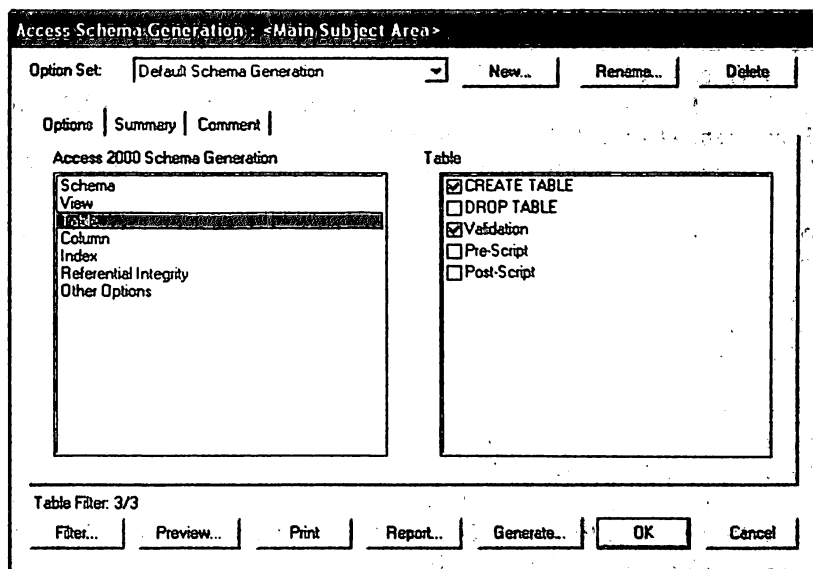 Access Schema Generation : <Main Subject Area>
Option Set: Default Schema Generation New... Rename... Delete
Options Summary Comment
Access 2000 Schema Generation
Schema
View
Table
Column
Index
Referential Integrity
Other Options
Table
CREATE TABLE
DROP TABLE
Validation
Pre-Script
Post-Script
Table Filter: 3/3
Filter... Preview... Print Report... Generate... OK Cancel